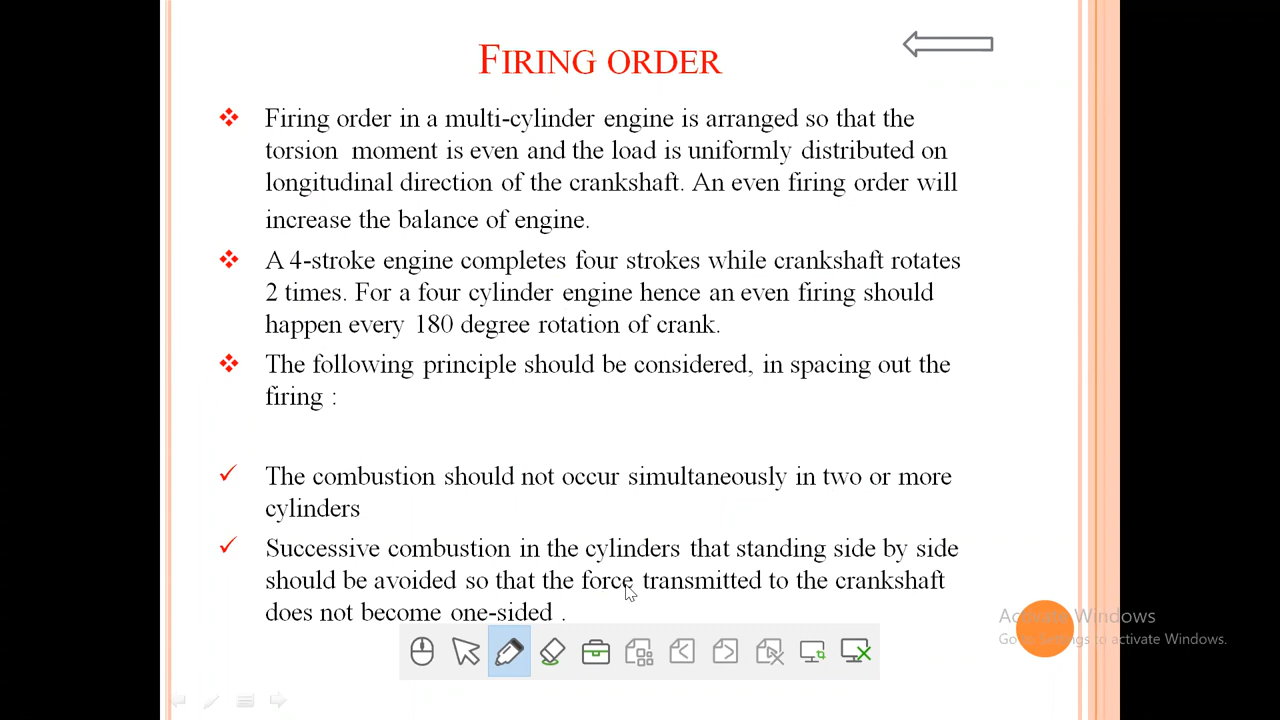 FIRING ORDER
Firing order in a multi-cylinder engine is arranged so that the
torsion moment is even and the load is uniformly distributed on
longitudinal direction of the crankshaft. An even firing order will
increase the balance of engine.
A 4-stroke engine completes four strokes while crankshaft rotates
2 times. For a four cylinder engine hence an even firing should
happen every 180 degree rotation of crank.
The following principle should be considered, in spacing out the
firing :
The combustion should not occur simultaneously in two or more
cylinders
Successive combustion in the cylinders that standing side by side
should be avoided so that the force transmitted to the crankshaft
does not become one-sided .
Activate Windows
Go to Settings to activate Windows.